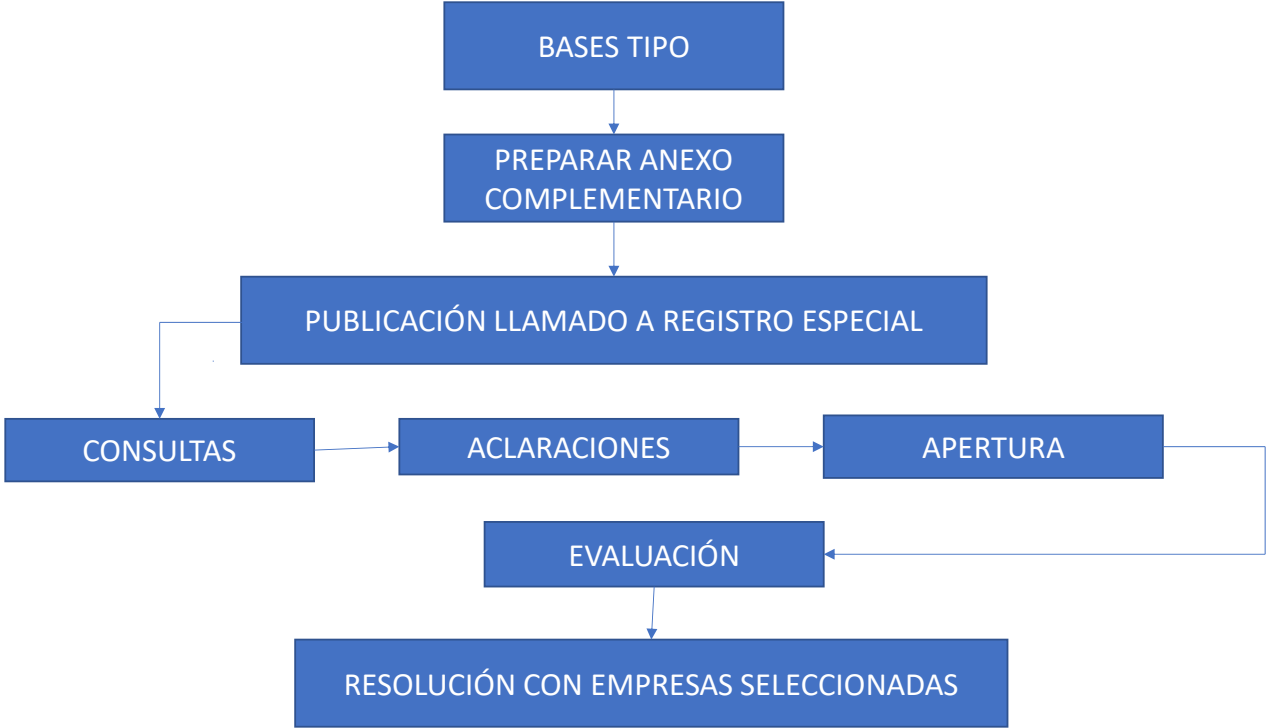 BASES TIPO
PREPARAR ANEXO
COMPLEMENTARIO
PUBLICACIÓN LLAMADO A REGISTRO ESPECIAL
CONSULTAS
ACLARACIONES
APERTURA
EVALUACIÓN
RESOLUCIÓN CON EMPRESAS SELECCIONADAS